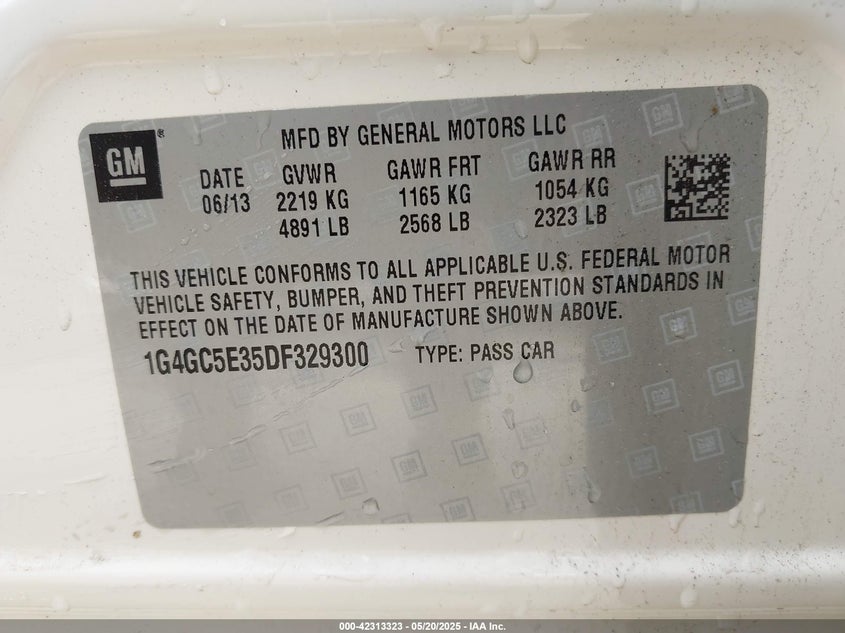 GM ®
MFD BY GENERAL MOTORS LLC
DATE GVWR GAWR FRT GAWR RR
06/13 2219 KG 1165 KG 1054 KG
4891 LB 2568 LB 2323 LB
THIS VEHICLE CONFORMS TO ALL APPLICABLE U.S. FEDERAL MOTOR
VEHICLE SAFETY, BUMPER, AND THEFT PREVENTION STANDARDS IN
EFFECT ON THE DATE OF MANUFACTURE SHOWN ABOVE.
1G4GC5E35DF329300 TYPE: PASS CAR
000-42313323 — 05/20/2025 — IAA Inc.